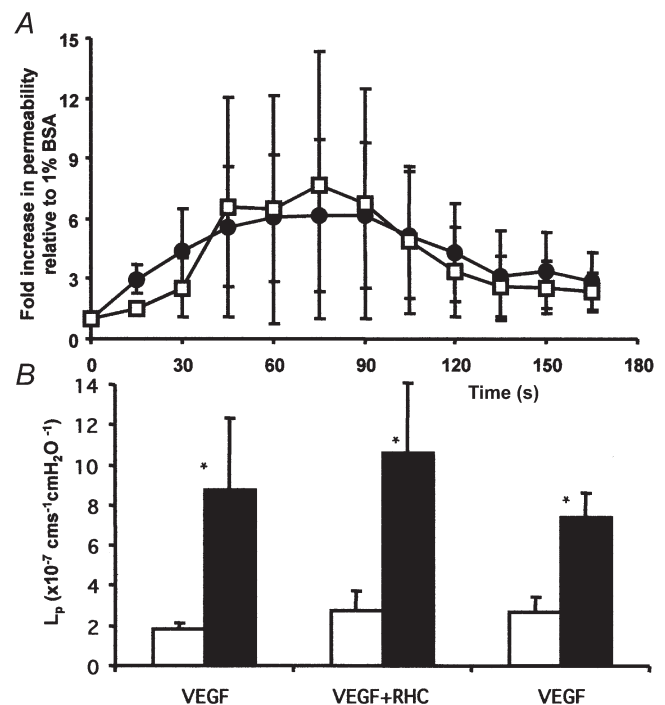 A
Fold increase in permeability
relative to 1% BSA
15
12
9
6
3
0
0 30 60 90 120 150 180
Time (s)
B
Lₚ (x10⁻⁷ cms⁻¹cmH₂O⁻¹)
14
12
10
8
6
4
2
0
* * *
VEGF VEGF+RHC VEGF